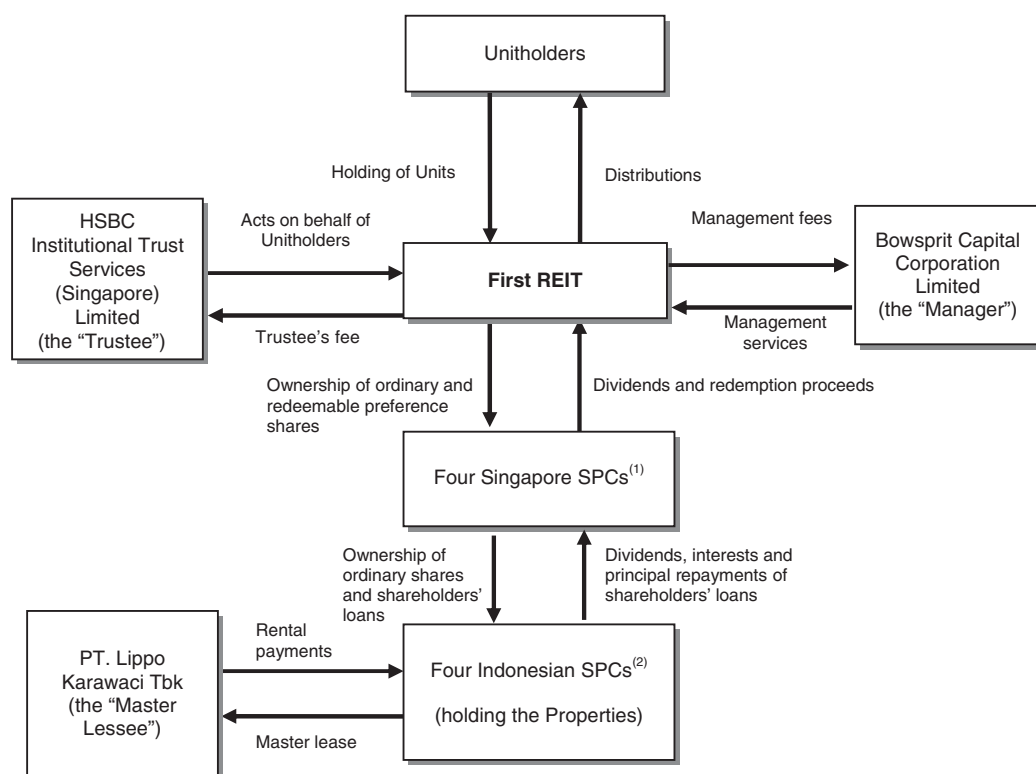 Unitholders
Holding of Units
Distributions
HSBC
Institutional Trust
Services
(Singapore)
Limited
(the “Trustee”)
Acts on behalf of
Unitholders
Trustee’s fee
First REIT
Management fees
Management
services
Bowsprit Capital
Corporation
Limited
(the “Manager”)
Ownership of ordinary and
redeemable preference
shares
Dividends and redemption proceeds
Four Singapore SPCs(1)
Ownership of
ordinary shares
and shareholders’
loans
Dividends, interests and
principal repayments of
shareholders’ loans
PT. Lippo
Karawaci Tbk
(the “Master
Lessee”)
Rental
payments
Master lease
Four Indonesian SPCs(2)
(holding the Properties)